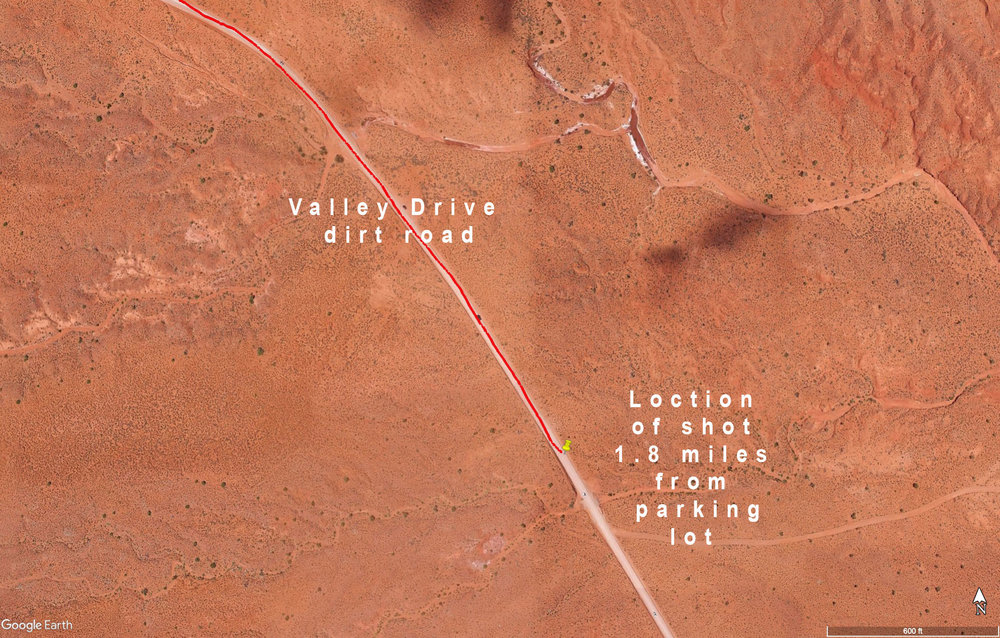 Valley Drive
dirt road
Loction
of shot
1.8 miles
from
parking
lot
N
Google Earth
600 ft